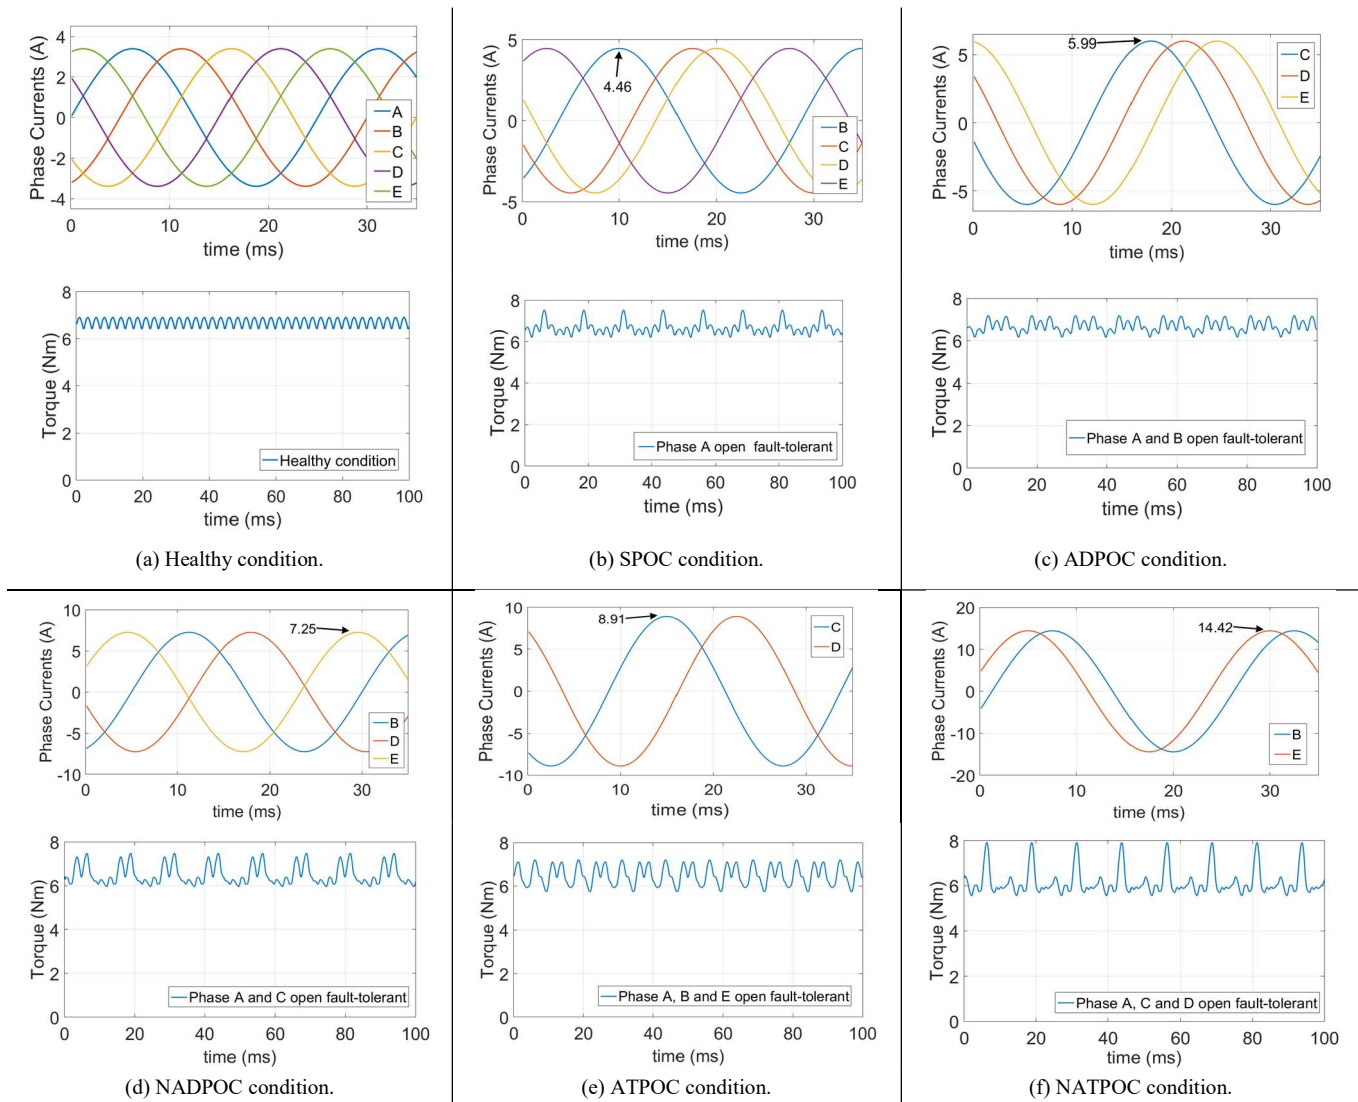 Phase Currents (A)
4
2
0
-2
-4
A
B
C
D
E
0
10
20
30
time (ms)
Torque (Nm)
8
6
4
2
0
Healthy condition
0
20
40
60
80
100
time (ms)
(a) Healthy condition.
Phase Currents (A)
5
0
-5
4.46
B
C
D
E
0
10
20
30
time (ms)
Torque (Nm)
8
6
4
2
0
Phase A open fault-tolerant
0
20
40
60
80
100
time (ms)
(b) SPOC condition.
Phase Currents (A)
5
0
-5
5.99
C
D
E
0
10
20
30
time (ms)
Torque (Nm)
8
6
4
2
0
Phase A and B open fault-tolerant
0
20
40
60
80
100
time (ms)
(c) ADPOC condition.
Phase Currents (A)
10
5
0
-5
-10
7.25
B
D
E
0
10
20
30
time (ms)
Torque (Nm)
8
6
4
2
0
Phase A and C open fault-tolerant
0
20
40
60
80
100
time (ms)
(d) NADPOC condition.
Phase Currents (A)
10
5
0
-5
-10
8.91
C
D
0
10
20
30
time (ms)
Torque (Nm)
8
6
4
2
0
Phase A, B and E open fault-tolerant
0
20
40
60
80
100
time (ms)
(e) ATPOC condition.
Phase Currents (A)
20
10
0
-10
-20
14.42
B
E
0
10
20
30
time (ms)
Torque (Nm)
8
6
4
2
0
Phase A, C and D open fault-tolerant
0
20
40
60
80
100
time (ms)
(f) NATPOC condition.